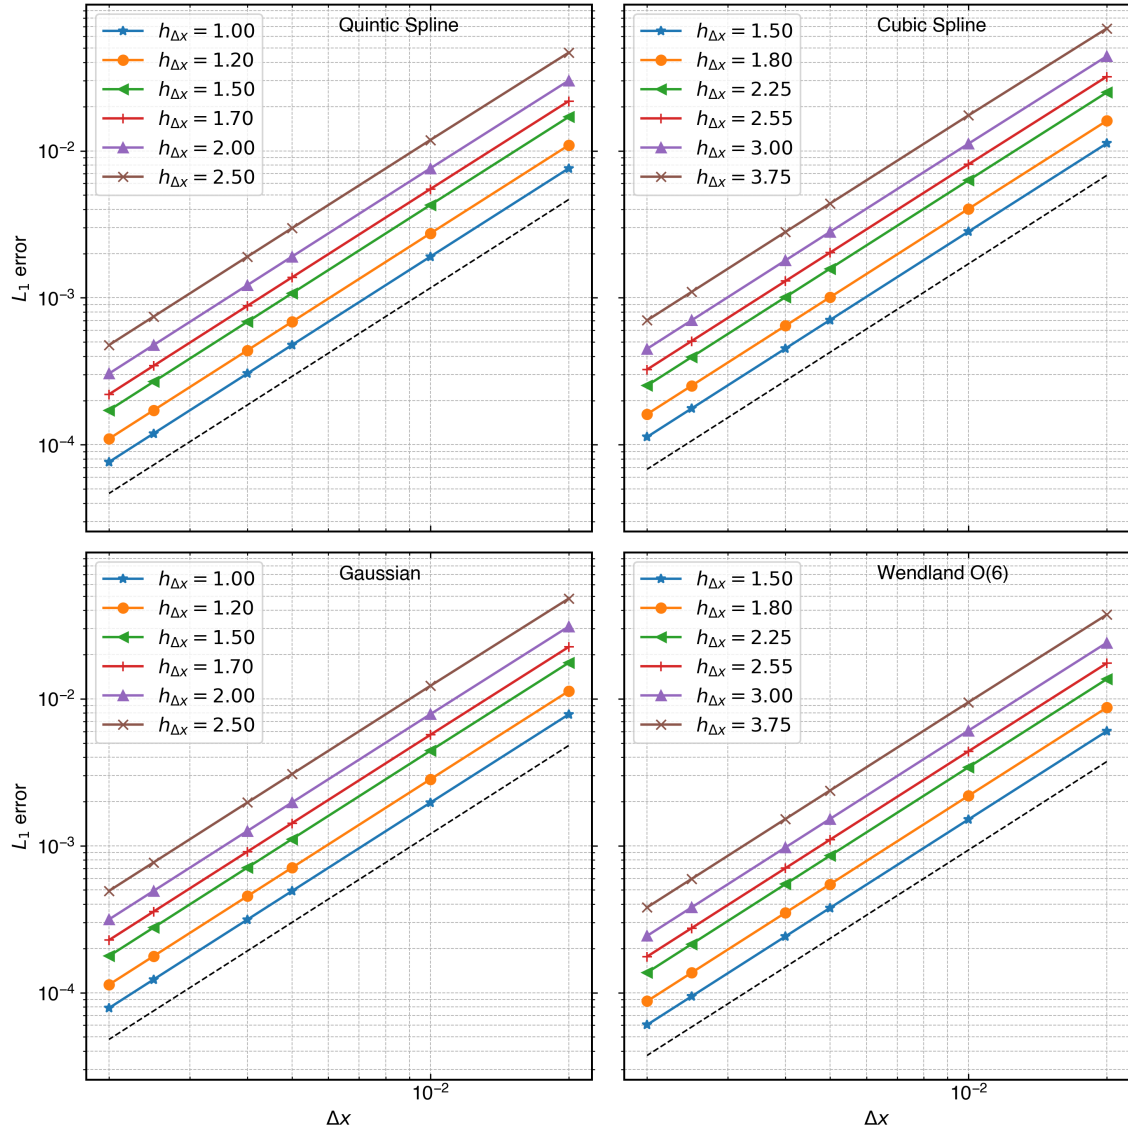 Quintic Spline
h_Δx = 1.00
h_Δx = 1.20
h_Δx = 1.50
h_Δx = 1.70
h_Δx = 2.00
h_Δx = 2.50
10⁻²
10⁻³
10⁻⁴
L₁ error
Cubic Spline
h_Δx = 1.50
h_Δx = 1.80
h_Δx = 2.25
h_Δx = 2.55
h_Δx = 3.00
h_Δx = 3.75
Gaussian
h_Δx = 1.00
h_Δx = 1.20
h_Δx = 1.50
h_Δx = 1.70
h_Δx = 2.00
h_Δx = 2.50
10⁻²
10⁻³
10⁻⁴
L₁ error
10⁻²
Δx
Wendland O(6)
h_Δx = 1.50
h_Δx = 1.80
h_Δx = 2.25
h_Δx = 2.55
h_Δx = 3.00
h_Δx = 3.75
10⁻²
Δx